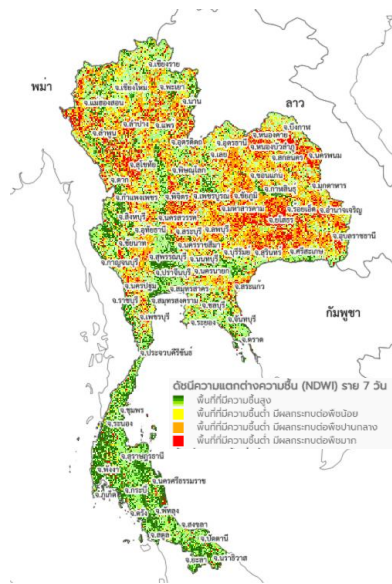 จ.เชียงราย
พม่า
จ.เชียงใหม่
จ.พะเยา
จ.แม่ฮ่องสอน
จ.น่าน
ลาว
จ.ลำปาง
จ.แพร่
จ.บึงกาฬ
จ.ลำพูน
จ.อุตรดิตถ์
จ.อุดรธานี
จ.หนองคาย
จ.หนองบัวลำภู
จ.สุโขทัย
จ.เลย
จ.สกลนคร
จ.นครพนม
จ.พิษณุโลก
จ.ตาก
จ.ขอนแก่น
จ.กาฬสินธุ์
จ.มุกดาหาร
จ.กำแพงเพชร
จ.พิจิตร
จ.เพชรบูรณ์
จ.ชัยภูมิ
จ.มหาสารคาม
จ.ร้อยเอ็ด
จ.อำนาจเจริญ
จ.สิงหบุรี
จ.นครสวรรค์
จ.ยโสธร
จ.อุทัยธานี
จ.สระบุรี
จ.ลพบุรี
จ.อุบลราชธานี
จ.ชัยนาท
จ.นครราชสีมา
จ.บุรีรัมย์
จ.สุรินทร์
จ.ศรีสะเกษ
จ.กาญจนบุรี
จ.สุพรรณบุรี
จ.นนทบุรี
จ.ปราจีนบุรี
จ.นครนายก
จ.นครปฐม
จ.สมุทรสาคร
จ.สระแก้ว
จ.ราชบุรี
จ.สมุทรสงคราม
จ.ชลบุรี
กัมพูชา
จ.เพชรบุรี
จ.ระยอง
จ.จันทบุรี
จ.ตราด
จ.ประจวบคีรีขันธ์
ดัชนีความแตกต่างความชื้น (NDWI) ราย 7 วัน
พื้นที่ที่มีความชื้นสูง
พื้นที่ที่มีความชื้นต่ำ มีผลกระทบต่อพืชน้อย
พื้นที่ที่มีความชื้นต่ำ มีผลกระทบต่อพืชปานกลาง
พื้นที่ที่มีความชื้นต่ำ มีผลกระทบต่อพืชมาก
จ.ชุมพร
จ.ระนอง
จ.สุราษฎร์ธานี
จ.พังงา
จ.นครศรีธรรมราช
จ.กระบี่
จ.ภูเก็ต
จ.ตรัง
จ.พัทลุง
จ.สงขลา
จ.สตูล
จ.ปัตตานี
จ.ยะลา
จ.นราธิวาส